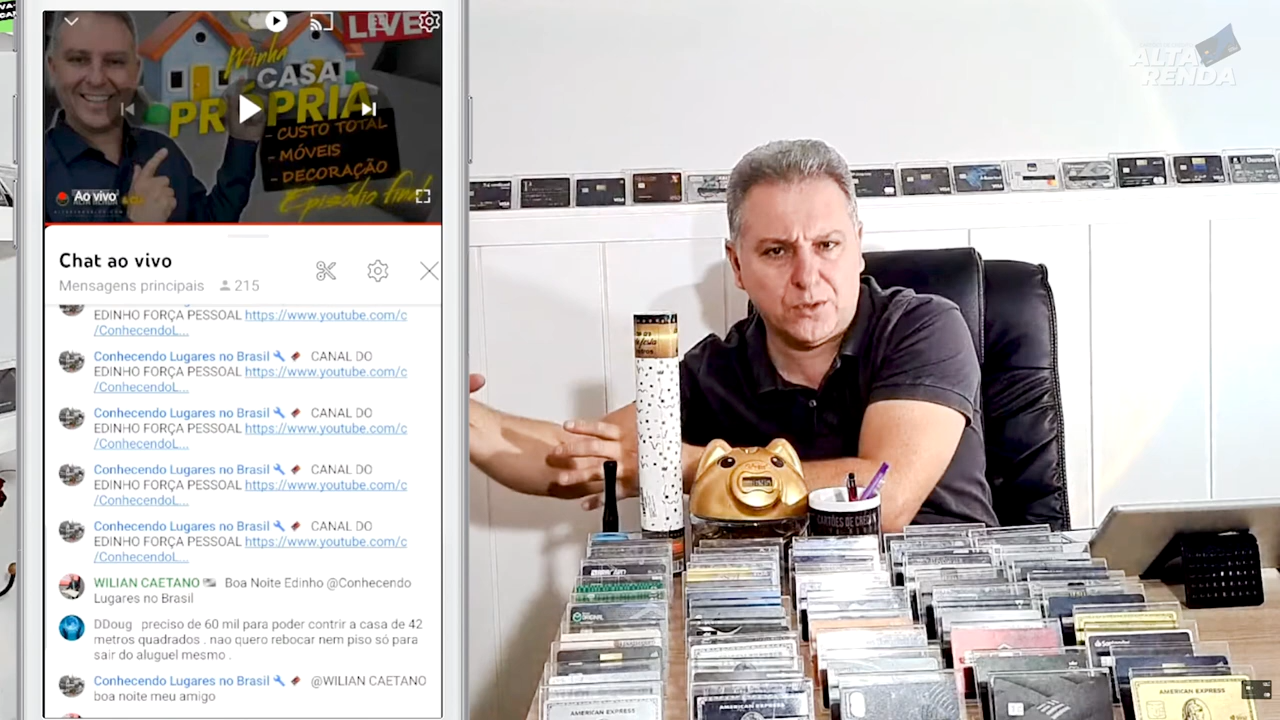 LIVE
Minha
CASA
PRÓPRIA
- CUSTO TOTAL
- MÓVEIS
- DECORAÇÃO
Episódio final
Ao vivo
Chat ao vivo
Mensagens principais 215
EDINHO FORÇA PESSOAL https://www.youtube.com/c
/ConhecendoL...
Conhecendo Lugares no Brasil CANAL DO
EDINHO FORÇA PESSOAL https://www.youtube.com/c
/ConhecendoL...
Conhecendo Lugares no Brasil CANAL DO
EDINHO FORÇA PESSOAL https://www.youtube.com/c
/ConhecendoL...
Conhecendo Lugares no Brasil CANAL DO
EDINHO FORÇA PESSOAL https://www.youtube.com/c
/ConhecendoL...
Conhecendo Lugares no Brasil CANAL DO
EDINHO FORÇA PESSOAL https://www.youtube.com/c
/ConhecendoL...
WILIAN CAETANO Boa Noite Edinho @Conhecendo
Lugares no Brasil
DDoug preciso de 60 mil para poder contrir a casa de 42
metros quadrados . nao quero rebocar nem piso só para
sair do aluguel mesmo .
Conhecendo Lugares no Brasil @WILIAN CAETANO
boa noite meu amigo
ALTA
RENDA
CARTÕES DE CRÉDITO
AMERICAN EXPRESS
AMERICAN EXPRESS
AMERICAN EXPRESS